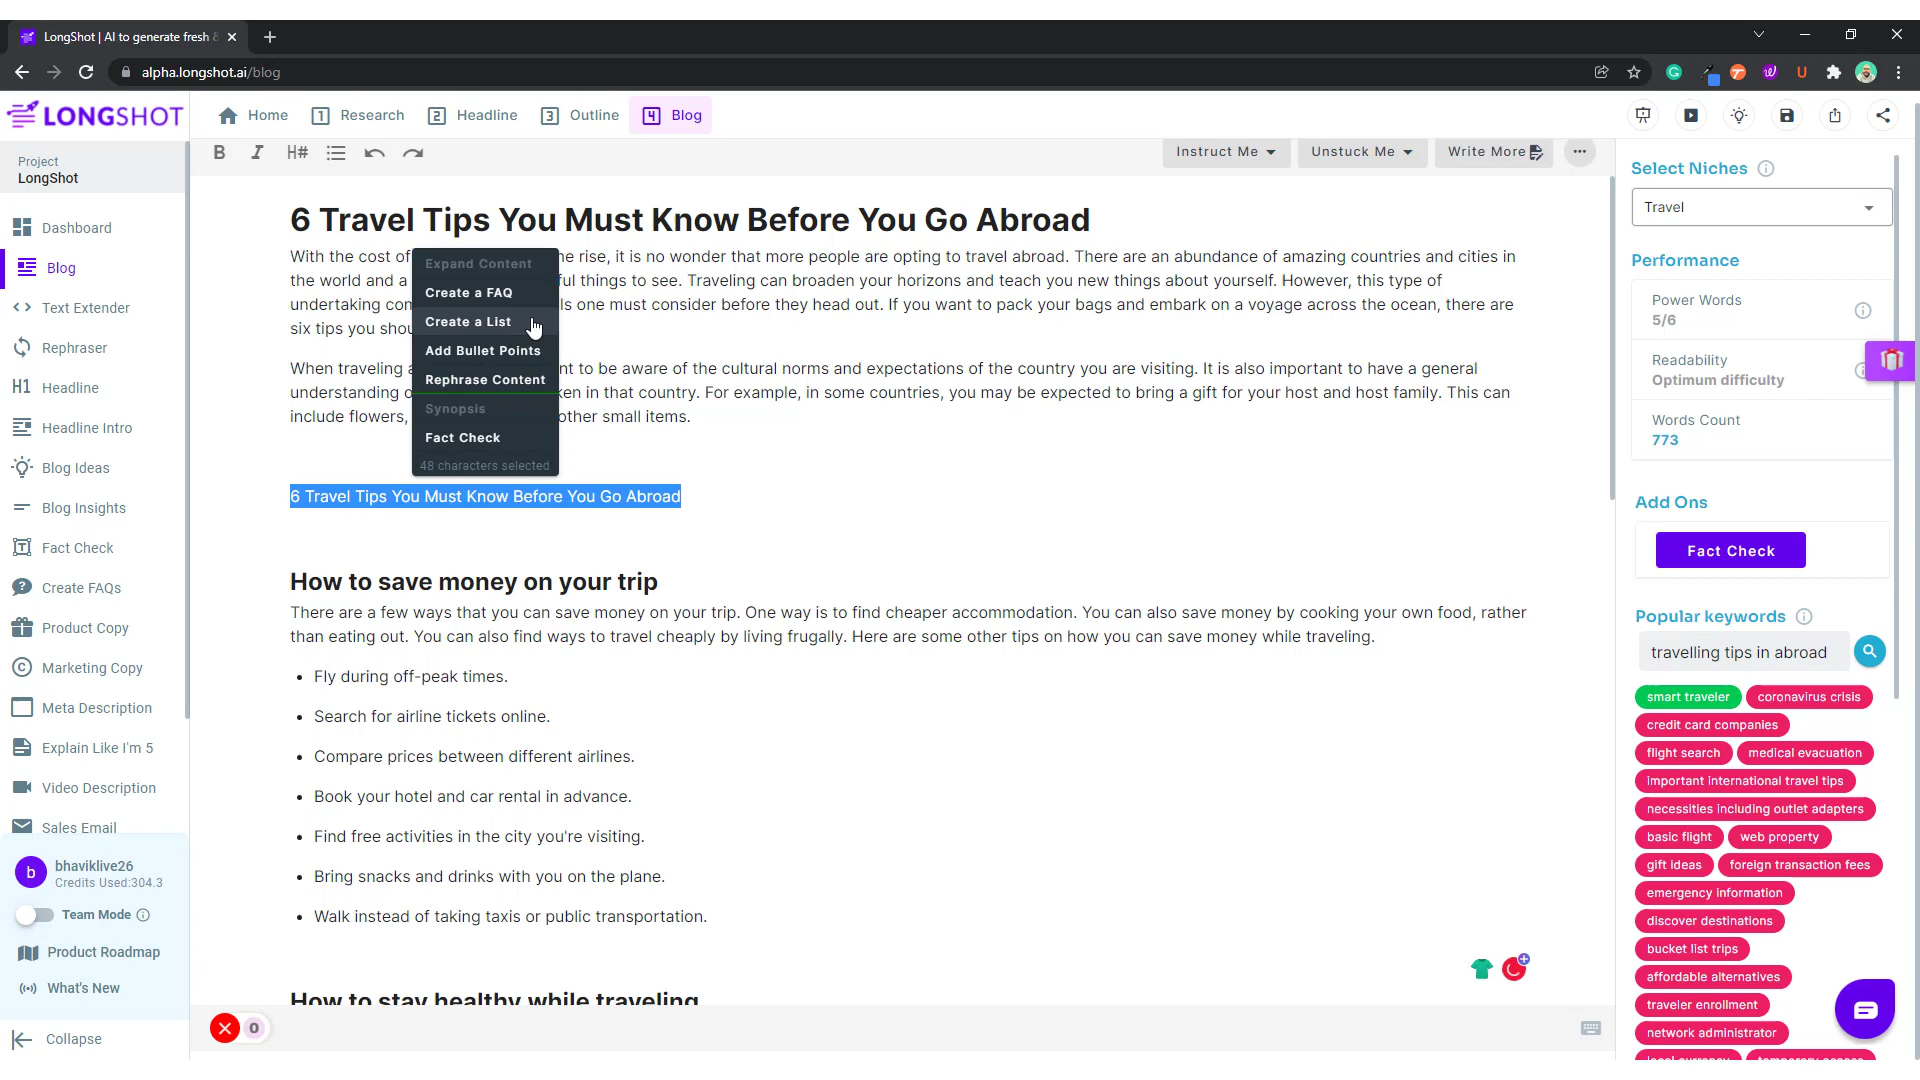 LongShot | AI to generate fresh &
alpha.longshot.ai/blog
LONGSHOT
Home
1 Research
2 Headline
3 Outline
4 Blog
Project
LongShot
Dashboard
Blog
Text Extender
Rephraser
H1 Headline
Headline Intro
Blog Ideas
Blog Insights
Fact Check
Create FAQs
Product Copy
Marketing Copy
Meta Description
Explain Like I'm 5
Video Description
Sales Email
b
bhaviklive26
Credits Used:304.3
Team Mode
Product Roadmap
What's New
Collapse
B I H#
Instruct Me
Unstuck Me
Write More
6 Travel Tips You Must Know Before You Go Abroad
With the cost of he rise, it is no wonder that more people are opting to travel abroad. There are an abundance of amazing countries and cities in
the world and a ful things to see. Traveling can broaden your horizons and teach you new things about yourself. However, this type of
undertaking con ls one must consider before they head out. If you want to pack your bags and embark on a voyage across the ocean, there are
six tips you shou
When traveling a nt to be aware of the cultural norms and expectations of the country you are visiting. It is also important to have a general
understanding o ken in that country. For example, in some countries, you may be expected to bring a gift for your host and host family. This can
include flowers, other small items.
Expand Content
Create a FAQ
Create a List
Add Bullet Points
Rephrase Content
Synopsis
Fact Check
48 characters selected
6 Travel Tips You Must Know Before You Go Abroad
How to save money on your trip
There are a few ways that you can save money on your trip. One way is to find cheaper accommodation. You can also save money by cooking your own food, rather
than eating out. You can also find ways to travel cheaply by living frugally. Here are some other tips on how you can save money while traveling.
• Fly during off-peak times.
• Search for airline tickets online.
• Compare prices between different airlines.
• Book your hotel and car rental in advance.
• Find free activities in the city you're visiting.
• Bring snacks and drinks with you on the plane.
• Walk instead of taking taxis or public transportation.
How to stay healthy while traveling
0
Select Niches
Travel
Performance
Power Words
5/6
Readability
Optimum difficulty
Words Count
773
Add Ons
Fact Check
Popular keywords
travelling tips in abroad
smart traveler
coronavirus crisis
credit card companies
flight search
medical evacuation
important international travel tips
necessities including outlet adapters
basic flight
web property
gift ideas
foreign transaction fees
emergency information
discover destinations
bucket list trips
affordable alternatives
traveler enrollment
network administrator
local currency
temporary access